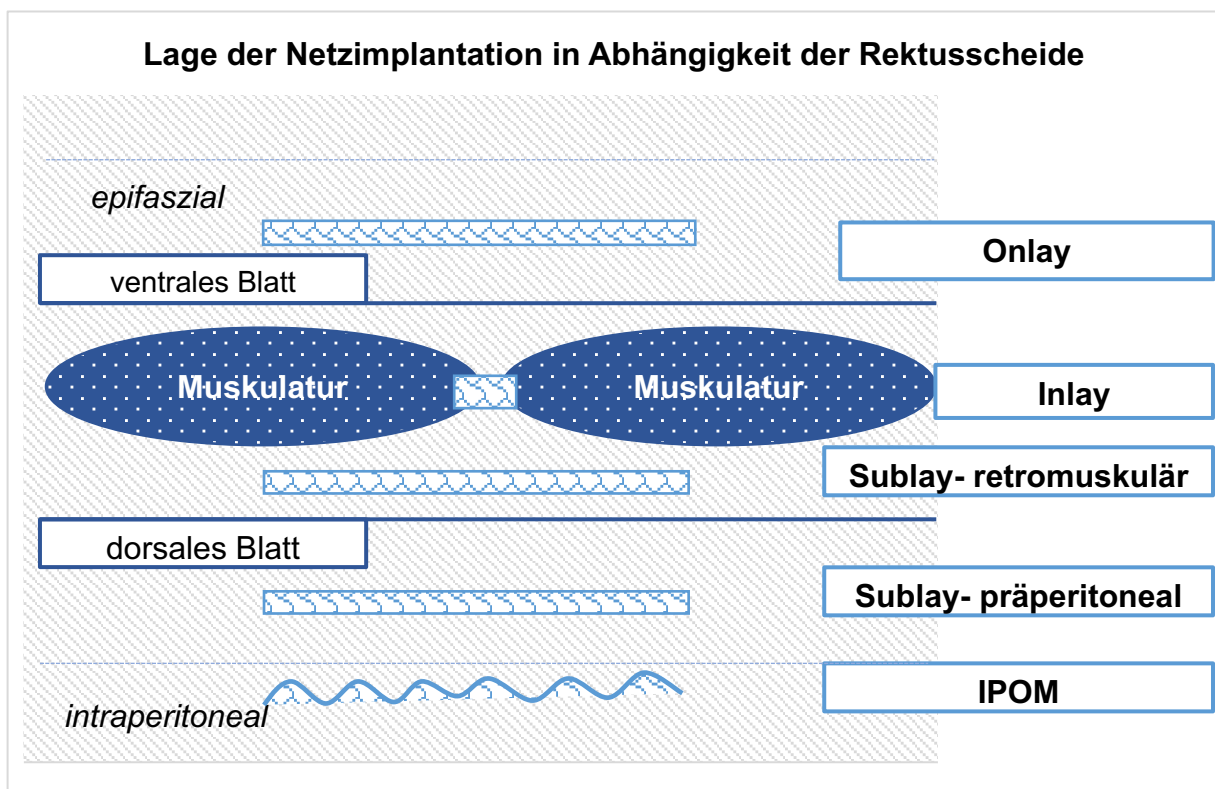 Lage der Netzimplantation in Abhängigkeit der Rektusscheide
epifaszial
Onlay
ventrales Blatt
Muskulatur
Muskulatur
Inlay
Sublay- retromuskulär
dorsales Blatt
Sublay- präperitoneal
IPOM
intraperitoneal